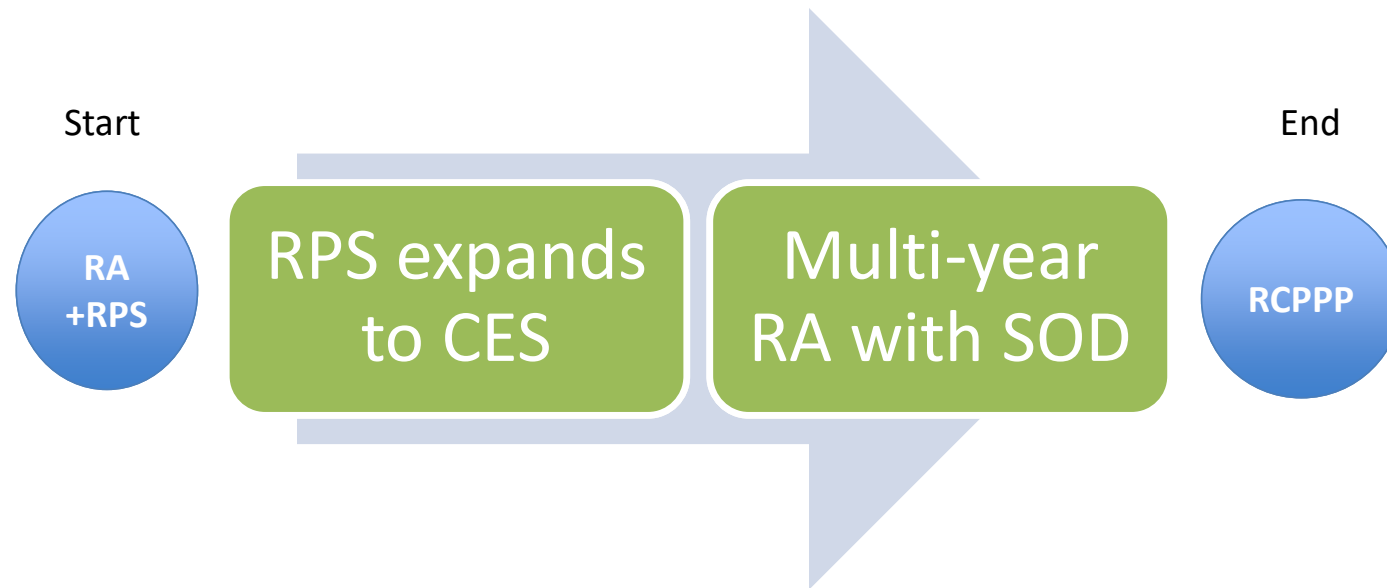 Start
End
RA
+RPS
RPS expands
to CES
Multi-year
RA with SOD
RCPPP